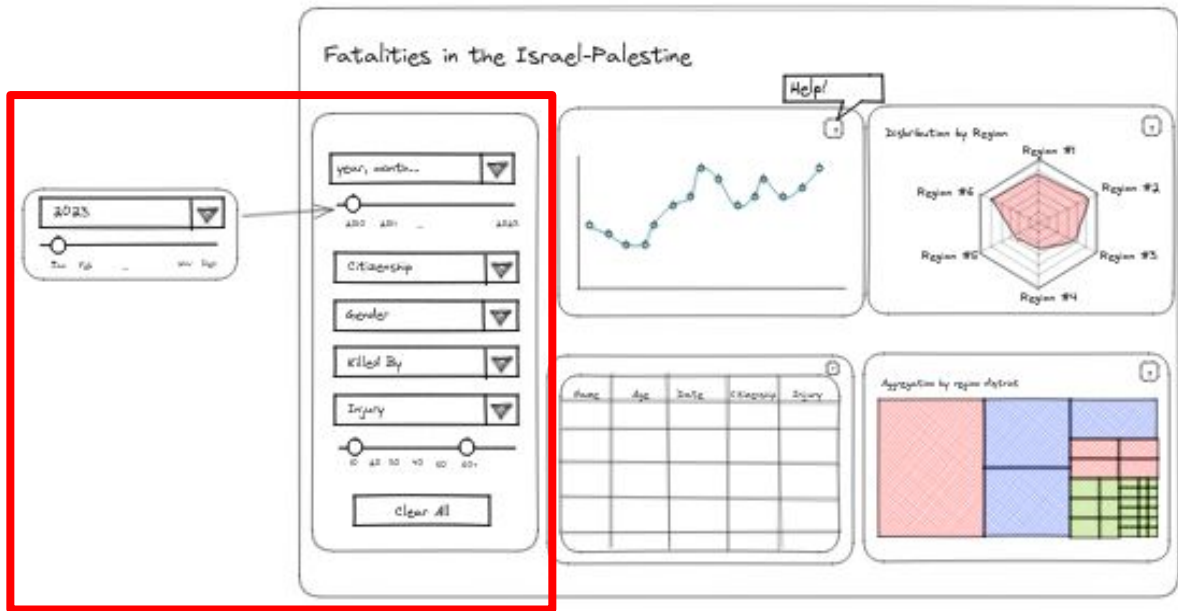 Fatalities in the Israel-Palestine
Help!
year, month...
2023
Citizenship
Gender
Killed By
Injury
Clear All
?
Distribution by Region
Region #1
Region #2
Region #3
Region #4
Region #5
Region #6
?
Name Age Date Citizenship Injury
Aggregation by region district
?